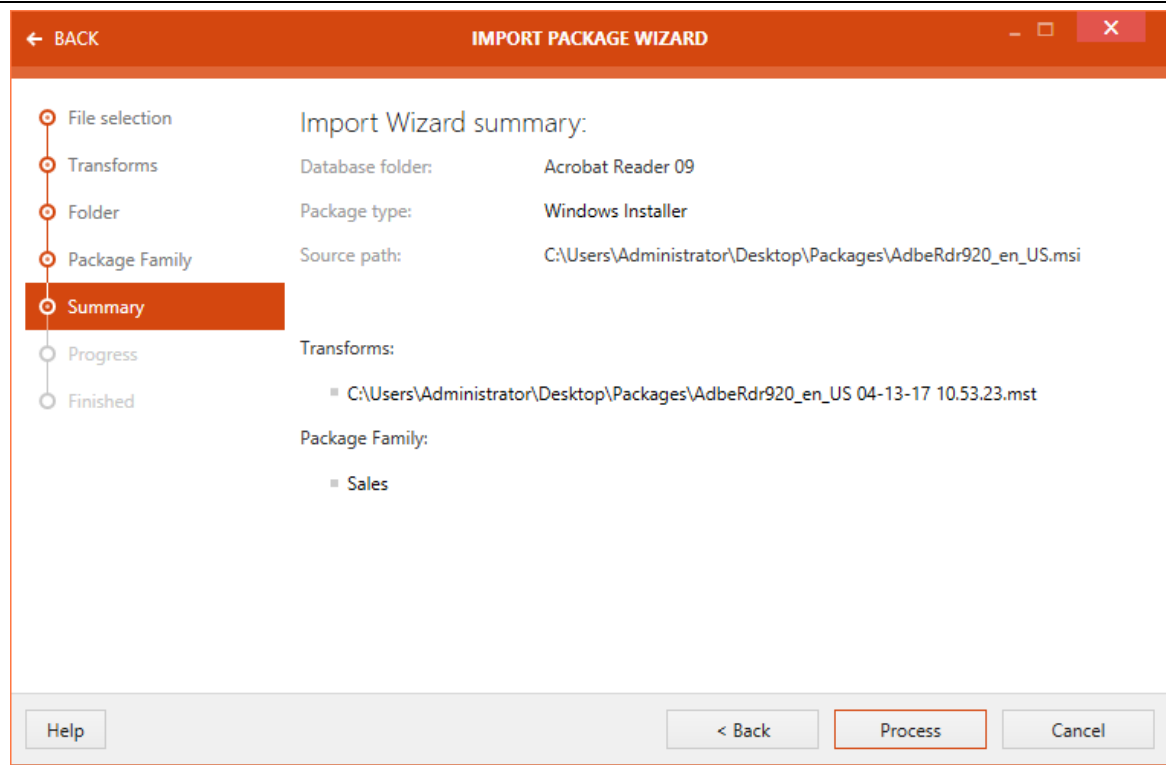 ← BACK
IMPORT PACKAGE WIZARD
File selection
Transforms
Folder
Package Family
Summary
Progress
Finished
Import Wizard summary:
Database folder: Acrobat Reader 09
Package type: Windows Installer
Source path: C:\Users\Administrator\Desktop\Packages\AdbeRdr920_en_US.msi
Transforms:
C:\Users\Administrator\Desktop\Packages\AdbeRdr920_en_US 04-13-17 10.53.23.mst
Package Family:
Sales
Help
< Back
Process
Cancel